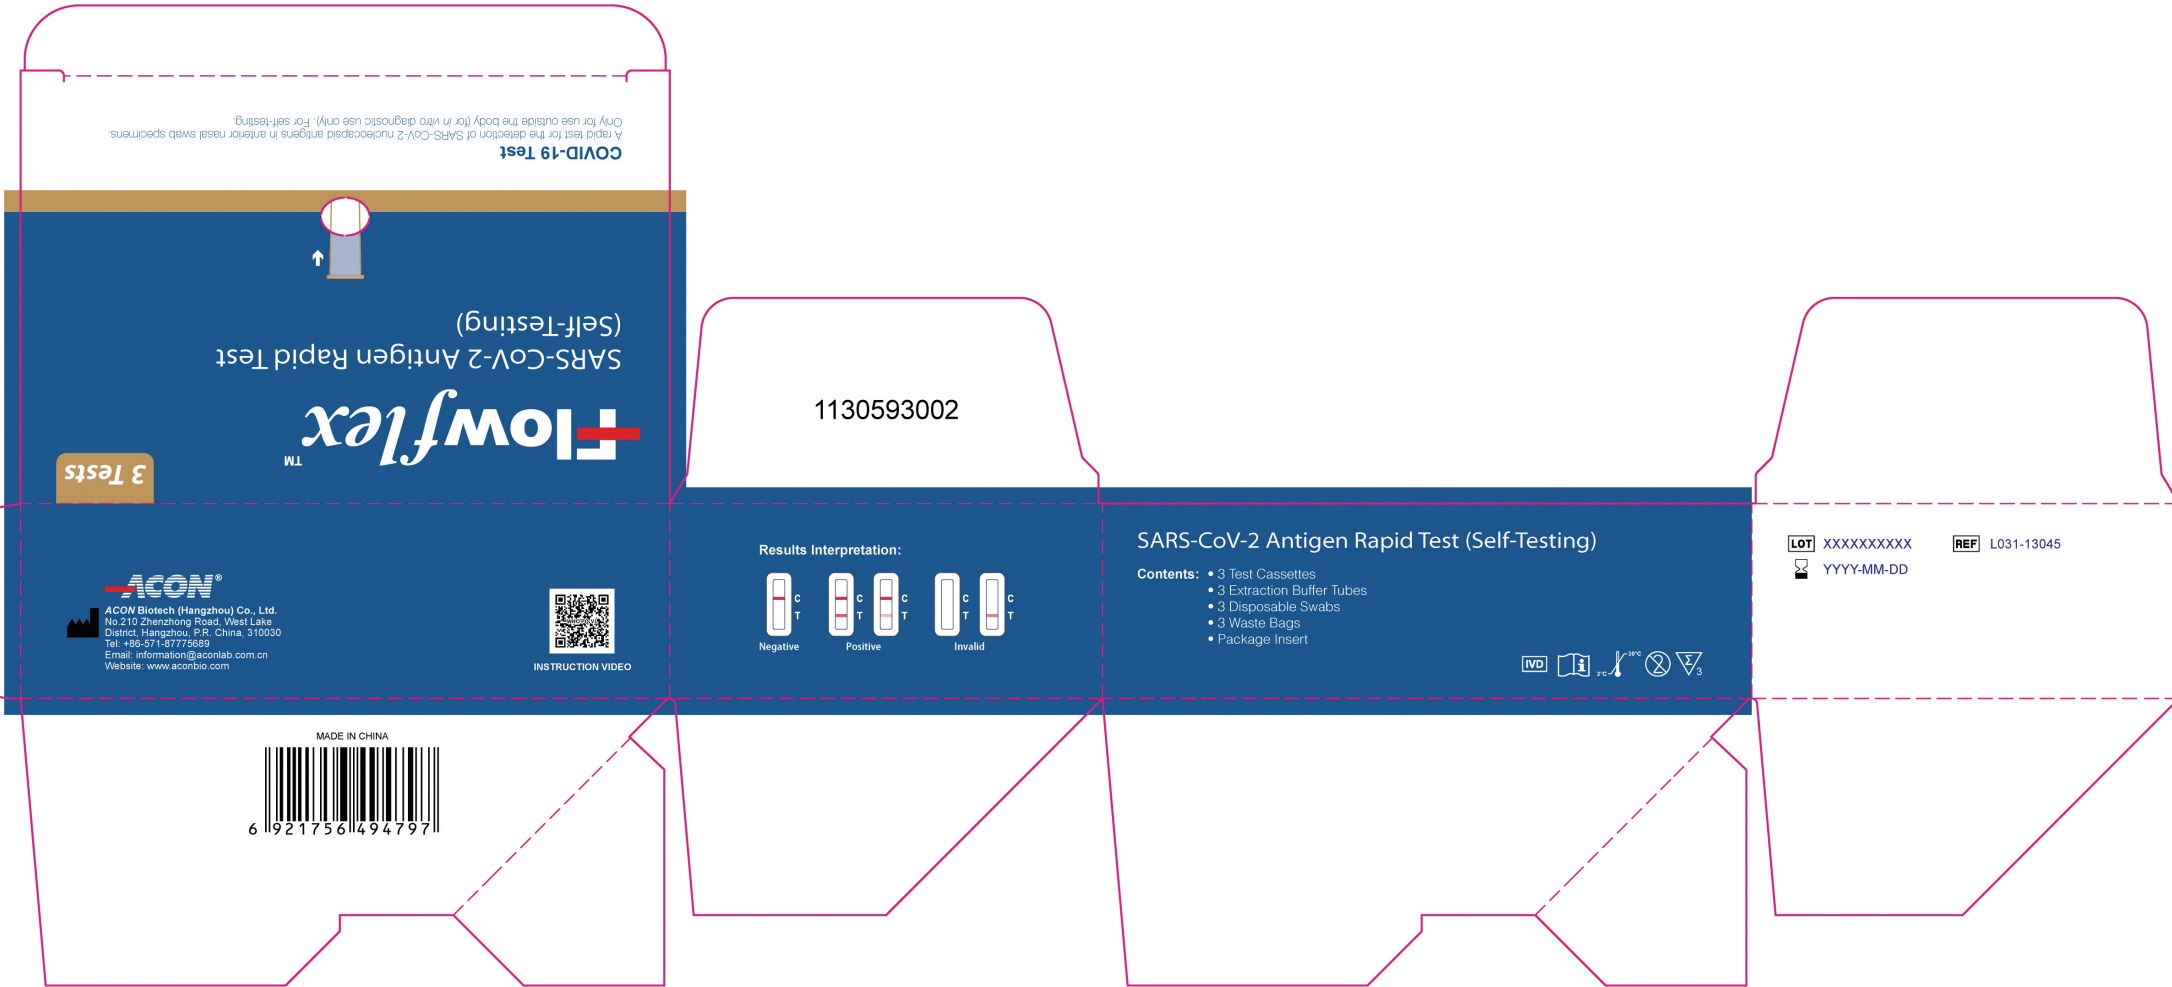 COVID-19 Test
A rapid test for the detection of SARS-CoV-2 nucleocapsid antigens in anterior nasal swab specimens.
Only for use outside the body (for in vitro diagnostic use only). For self-testing.
3 Tests
Flowflex™
SARS-CoV-2 Antigen Rapid Test
(Self-Testing)
ACON®
ACON Biotech (Hangzhou) Co., Ltd.
No.210 Zhenzhong Road, West Lake
District, Hangzhou, P.R. China, 310030
Tel: +86-571-87775689
Email: information@aconlab.com.cn
Website: www.aconbio.com
INSTRUCTION VIDEO
MADE IN CHINA
6 921756 494797
1130593002
Results Interpretation:
C C C C C
T T T T T
Negative Positive Invalid
SARS-CoV-2 Antigen Rapid Test (Self-Testing)
Contents: • 3 Test Cassettes
• 3 Extraction Buffer Tubes
• 3 Disposable Swabs
• 3 Waste Bags
• Package Insert
IVD i 2°C 30°C 2 Σ 3
LOT XXXXXXXXXX REF L031-13045
YYYY-MM-DD